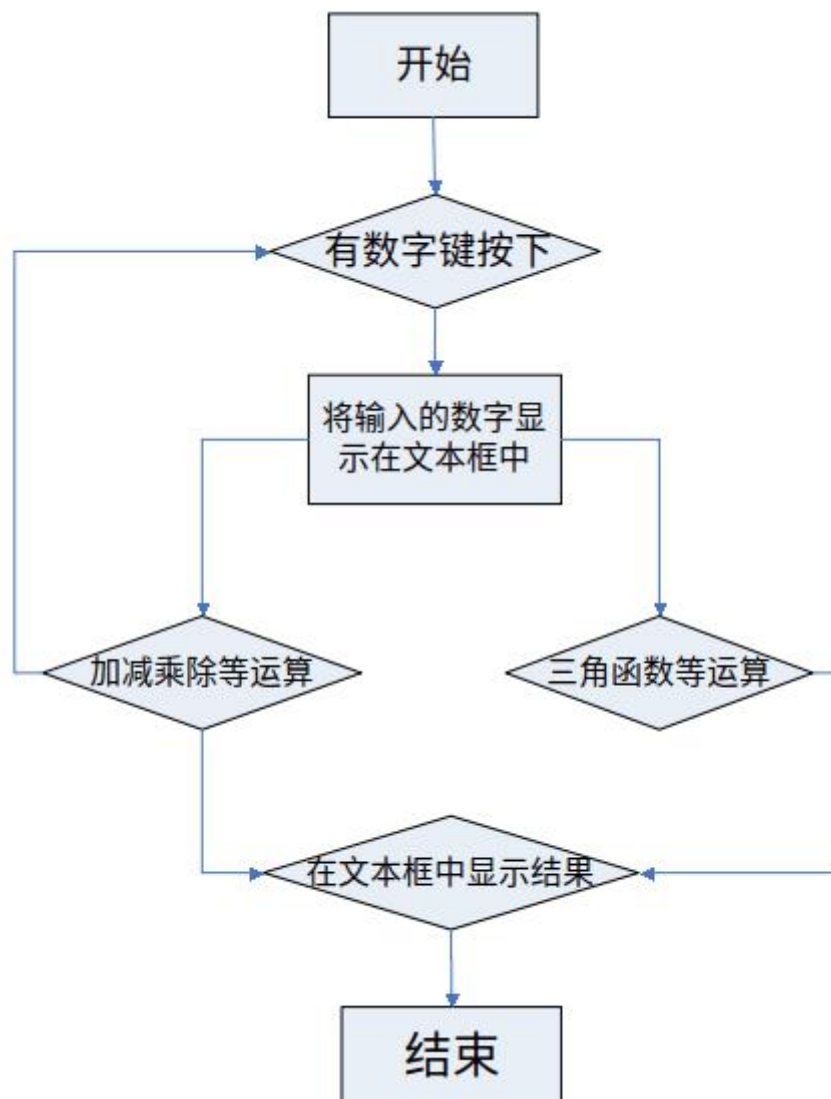 开始
有数字键按下
将输入的数字显
示在文本框中
加减乘除等运算
三角函数等运算
在文本框中显示结果
结束